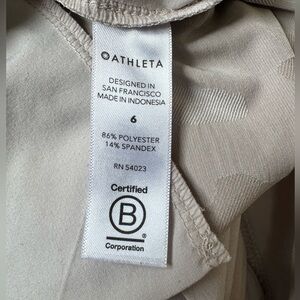 ATHLETA
DESIGNED IN
SAN FRANCISCO
MADE IN INDONESIA
6
86% POLYESTER
14% SPANDEX
RN 54023
Certified
B
Corporation